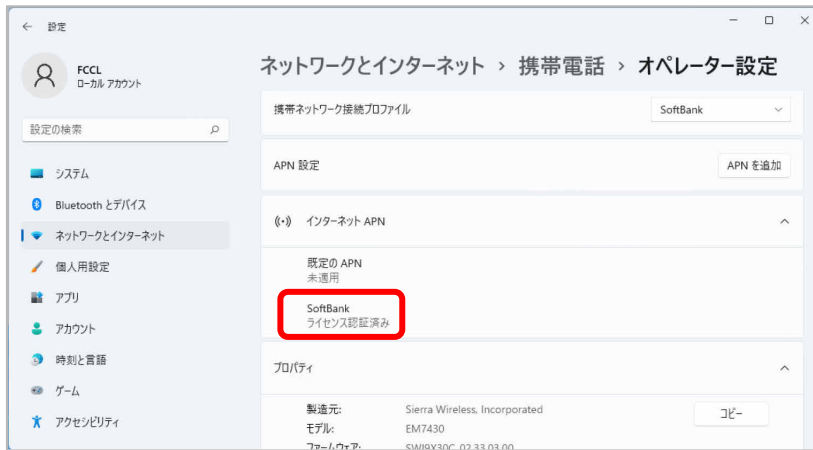 設定
FCCL
ローカル アカウント
設定の検索
システム
Bluetooth とデバイス
ネットワークとインターネット
個人用設定
アプリ
アカウント
時刻と言語
ゲーム
アクセシビリティ
ネットワークとインターネット › 携帯電話 › オペレーター設定
携帯ネットワーク接続プロファイル SoftBank
APN 設定 APN を追加
インターネット APN
既定の APN
未適用
SoftBank
ライセンス認証済み
プロパティ
製造元: Sierra Wireless, Incorporated コピー
モデル: EM7430
ファームウェア: SWI9X30C_02.33.03.00